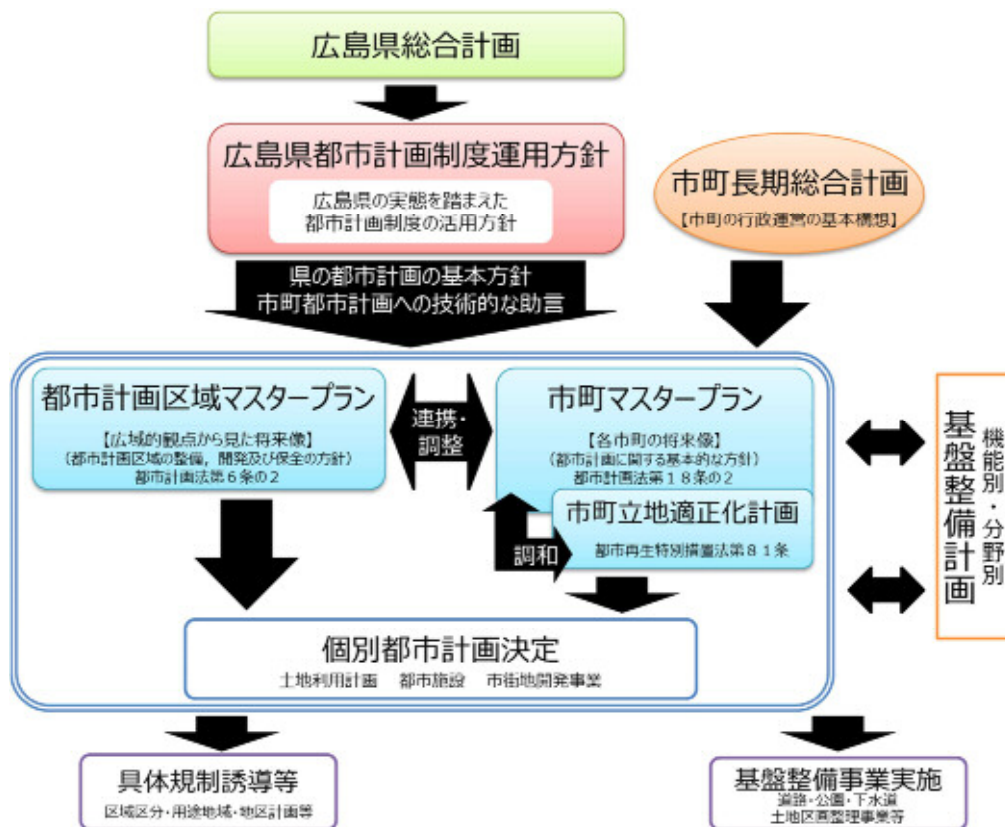 広島県総合計画
広島県都市計画制度運用方針
広島県の実態を踏まえた
都市計画制度の活用方針
市町長期総合計画
【市町の行政運営の基本構想】
県の都市計画の基本方針
市町都市計画への技術的な助言
都市計画区域マスタープラン
【広域的観点から見た将来像】
(都市計画区域の整備，開発及び保全の方針)
都市計画法第6条の2
連携・
調整
市町マスタープラン
【各市町の将来像】
(都市計画に関する基本的な方針)
都市計画法第18条の2
市町立地適正化計画
都市再生特別措置法第81条
調和
機能別・分野別
基盤整備計画
個別都市計画決定
土地利用計画　都市施設　市街地開発事業
具体規制誘導等
区域区分・用途地域・地区計画等
基盤整備事業実施
道路・公園・下水道
土地区画整理事業等